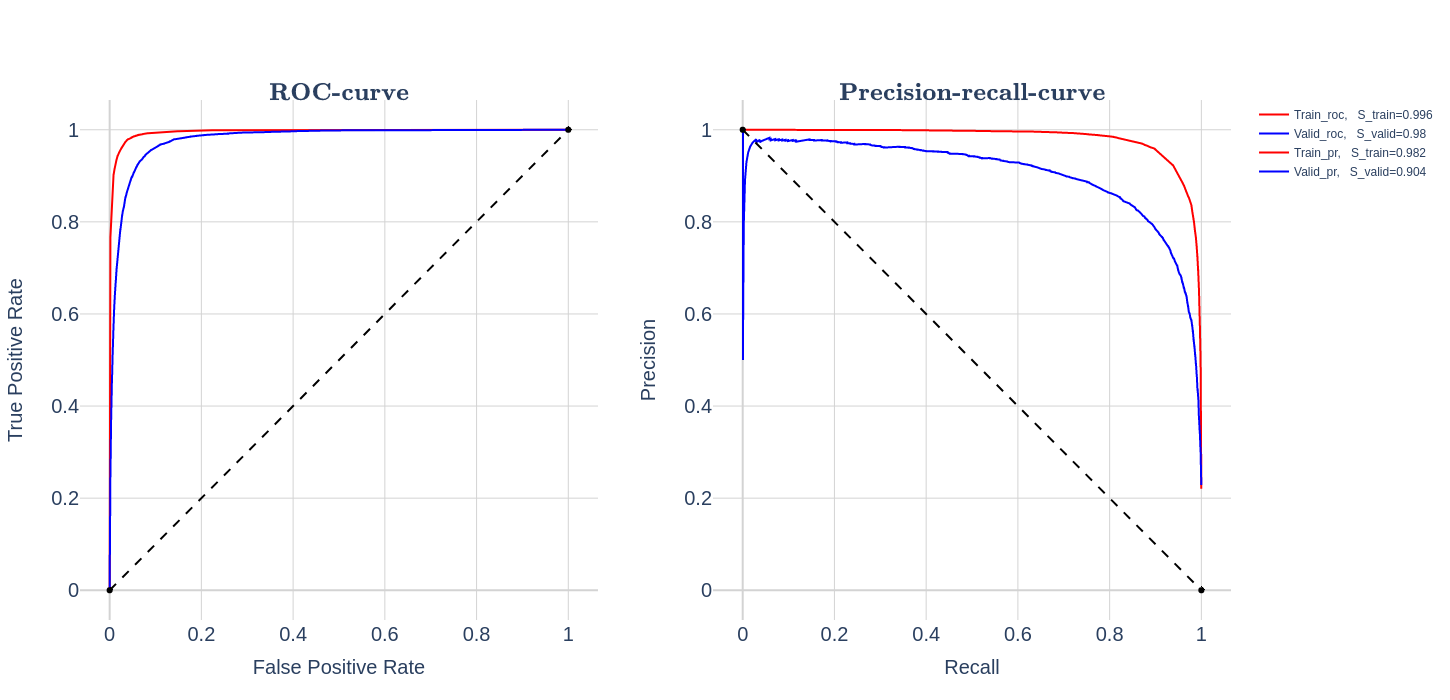 ROC-curve
Precision-recall-curve
Train_roc,   S_train=0.996
Valid_roc,   S_valid=0.98
Train_pr,   S_train=0.982
Valid_pr,   S_valid=0.904
True Positive Rate
1
0.8
0.6
0.4
0.2
0
0 0.2 0.4 0.6 0.8 1
False Positive Rate
Precision
1
0.8
0.6
0.4
0.2
0
0 0.2 0.4 0.6 0.8 1
Recall